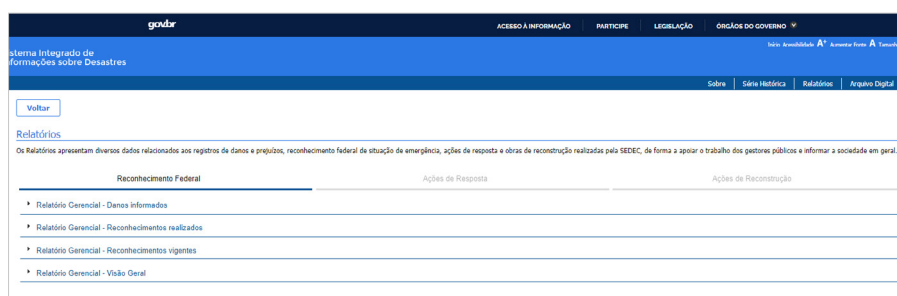 gov.br ACESSO À INFORMAÇÃO PARTICIPE LEGISLAÇÃO ÓRGÃOS DO GOVERNO
Início Acessibilidade A+ Aumentar Fonte A Tamanh
stema Integrado de
formações sobre Desastres
Sobre Série Histórica Relatórios Arquivo Digital
Voltar
Relatórios
Os Relatórios apresentam diversos dados relacionados aos registros de danos e prejuízos, reconhecimento federal de situação de emergência, ações de resposta e obras de reconstrução realizadas pela SEDEC, de forma a apoiar o trabalho dos gestores públicos e informar a sociedade em geral.
Reconhecimento Federal Ações de Resposta Ações de Reconstrução
Relatório Gerencial - Danos informados
Relatório Gerencial - Reconhecimentos realizados
Relatório Gerencial - Reconhecimentos vigentes
Relatório Gerencial - Visão Geral